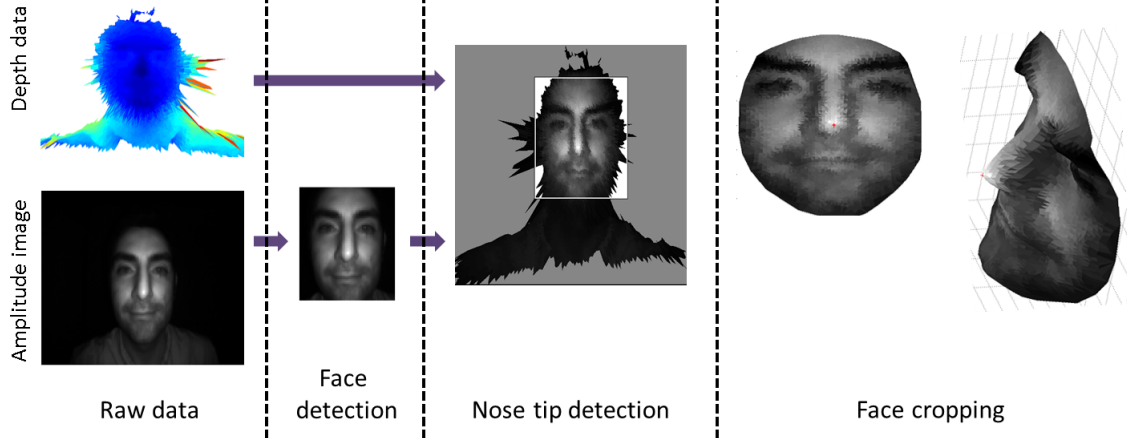 Depth data
Amplitude image
Raw data
Face
detection
Nose tip detection
Face cropping